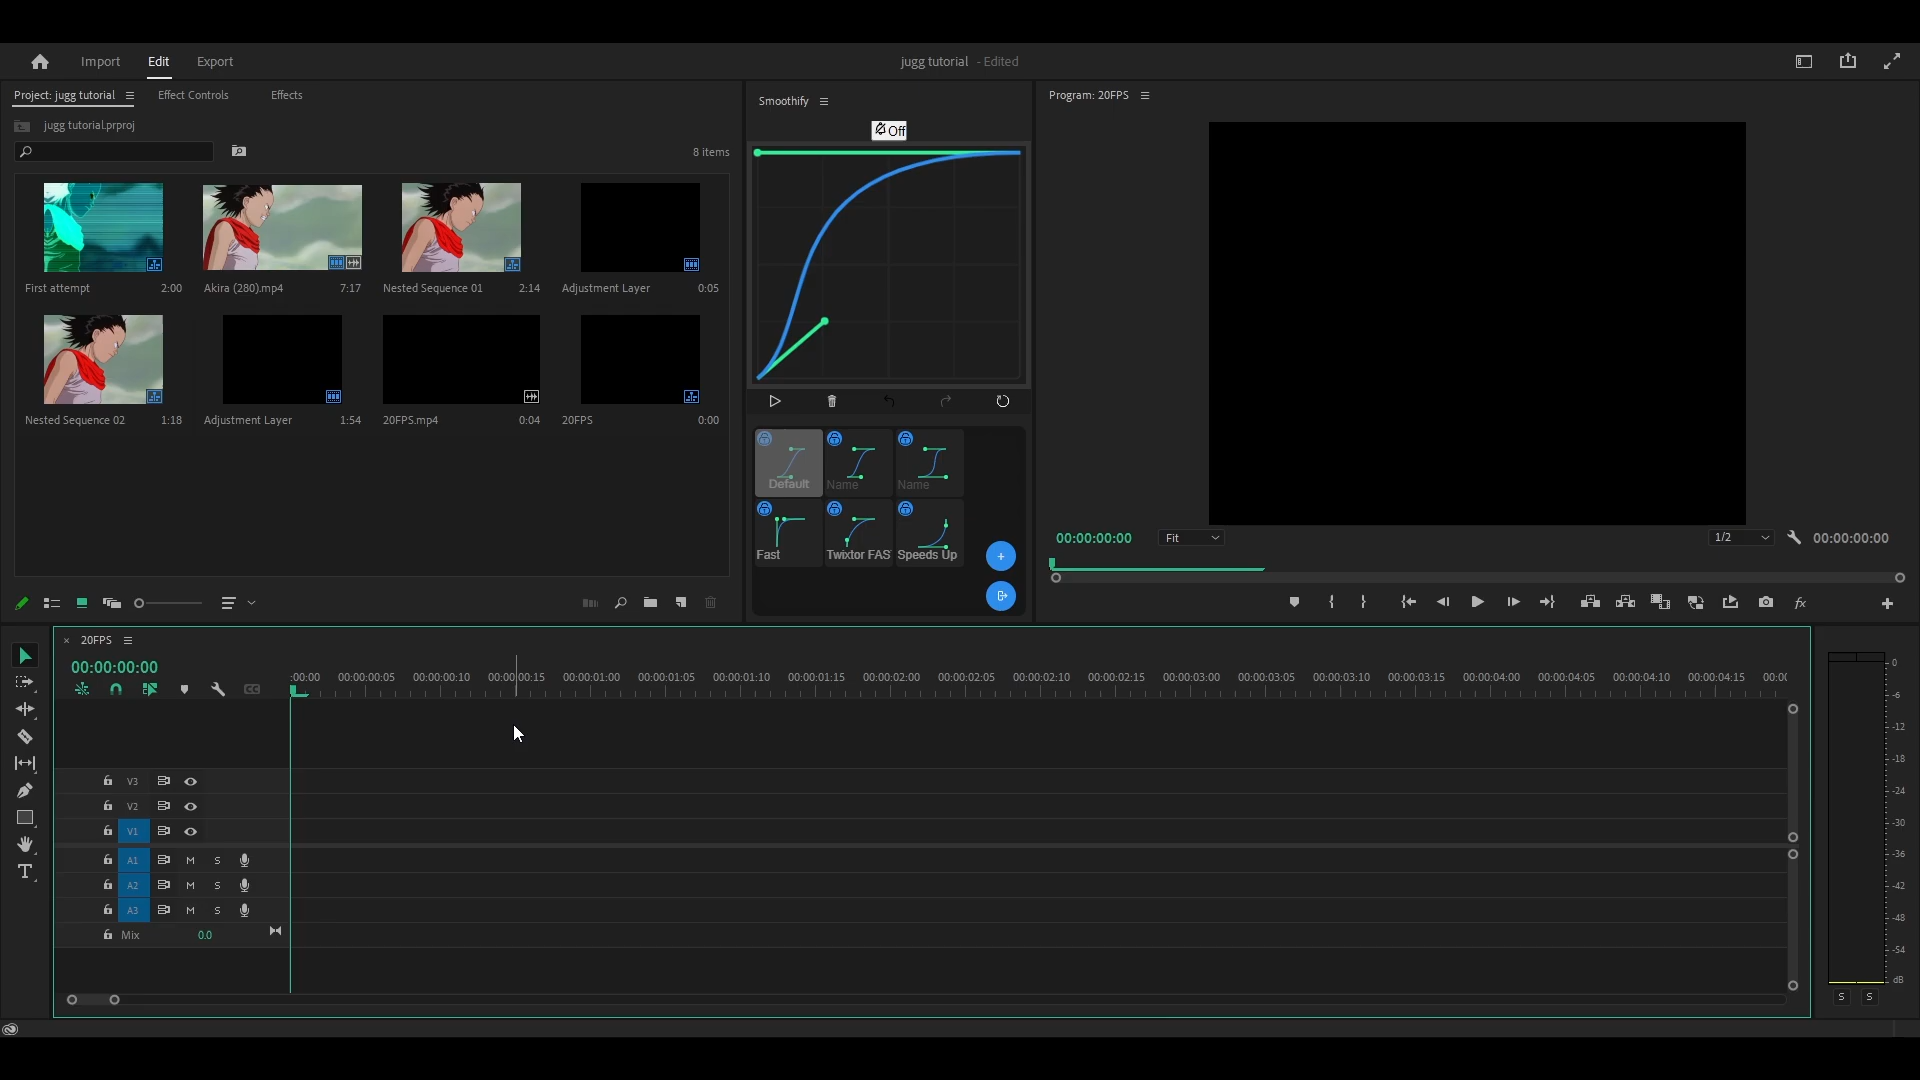 Import Edit Export
jugg tutorial - Edited
Project: jugg tutorial Effect Controls Effects
jugg tutorial.prproj
8 items
First attempt 2:00 Akira (280).mp4 7:17 Nested Sequence 01 2:14 Adjustment Layer 0:05
Nested Sequence 02 1:18 Adjustment Layer 1:54 20FPS.mp4 0:04 20FPS 0:00
Smoothify
Off
Default Name Name
Fast Twixtor FAS Speeds Up
Program: 20FPS
00:00:00:00 Fit 1/2 00:00:00:00
fx
20FPS
00:00:00:00
:00:00 00:00:00:05 00:00:00:10 00:00:00:15 00:00:01:00 00:00:01:05 00:00:01:10 00:00:01:15 00:00:02:00 00:00:02:05 00:00:02:10 00:00:02:15 00:00:03:00 00:00:03:05 00:00:03:10 00:00:03:15 00:00:04:00 00:00:04:05 00:00:04:10 00:00:04:15 00:00
CC
V3
V2
V1
A1 M S
A2 M S
A3 M S
Mix 0.0
0
-6
-12
-18
-24
-30
-36
-42
-48
-54
dB
S S